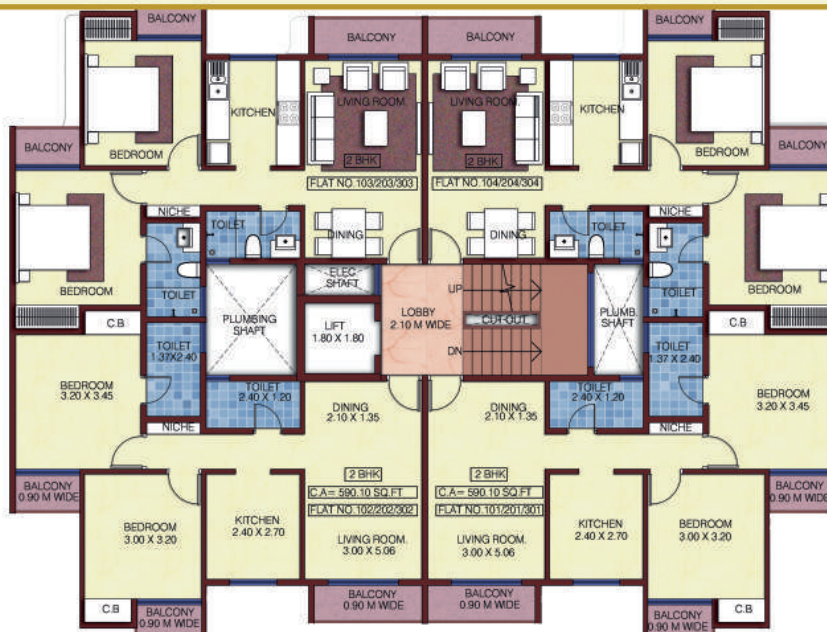 BALCONY
BALCONY
BALCONY
BALCONY
BALCONY
BEDROOM
KITCHEN
LIVING ROOM.
2 BHK
FLAT NO.103/203/303
LIVING ROOM.
2 BHK
FLAT NO.104/204/304
KITCHEN
BEDROOM
BALCONY
NICHE
TOILET
DINING
DINING
TOILET
NICHE
BEDROOM
TOILET
BEDROOM
TOILET
C.B
PLUMBING
SHAFT
ELEC
SHAFT
LIFT
1.80 X 1.80
LOBBY
2.10 M WIDE
UP
CUT-OUT
DN
PLUMB.
SHAFT
C.B
TOILET
1.37X2.40
TOILET
1.37 X 2.40
BEDROOM
3.20 X 3.45
TOILET
2.40 X 1.20
DINING
2.10 X 1.35
DINING
2.10 X 1.35
TOILET
2.40 X 1.20
BEDROOM
3.20 X 3.45
NICHE
NICHE
BALCONY
0.90 M WIDE
2 BHK
C.A= 590.10 SQ.FT
FLAT NO.102/202/302
2 BHK
C.A= 590.10 SQ.FT
FLAT NO.101/201/301
BALCONY
0.90 M WIDE
BEDROOM
3.00 X 3.20
KITCHEN
2.40 X 2.70
LIVING ROOM.
3.00 X 5.06
LIVING ROOM.
3.00 X 5.06
KITCHEN
2.40 X 2.70
BEDROOM
3.00 X 3.20
C.B
BALCONY
0.90 M WIDE
BALCONY
0.90 M WIDE
BALCONY
0.90 M WIDE
BALCONY
0.90 M WIDE
C.B